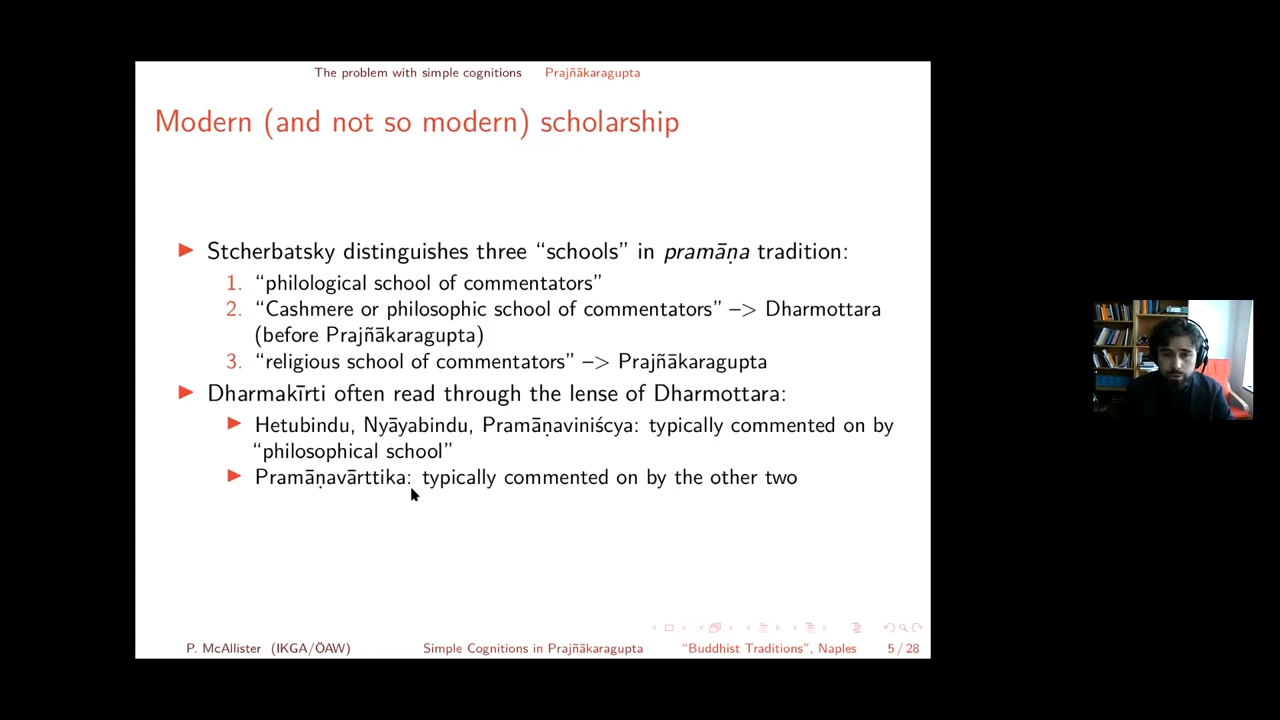 The problem with simple cognitions Prajñākaragupta
Modern (and not so modern) scholarship
Stcherbatsky distinguishes three “schools” in pramāṇa tradition:
1. “philological school of commentators”
2. “Cashmere or philosophic school of commentators” –> Dharmottara
(before Prajñākaragupta)
3. “religious school of commentators” –> Prajñākaragupta
Dharmakīrti often read through the lense of Dharmottara:
Hetubindu, Nyāyabindu, Pramāṇaviniścya: typically commented on by
“philosophical school”
Pramāṇavārttika: typically commented on by the other two
P. McAllister (IKGA/ÖAW) Simple Cognitions in Prajñākaragupta “Buddhist Traditions”, Naples 5 / 28